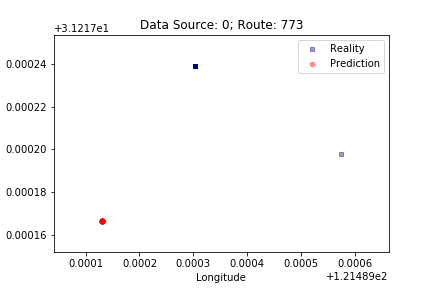 Data Source: 0; Route: 773
+3.1217e1
Reality
Prediction
0.00024
0.00022
0.00020
0.00018
0.00016
0.0001 0.0002 0.0003 0.0004 0.0005 0.0006
Longitude
+1.21489e2